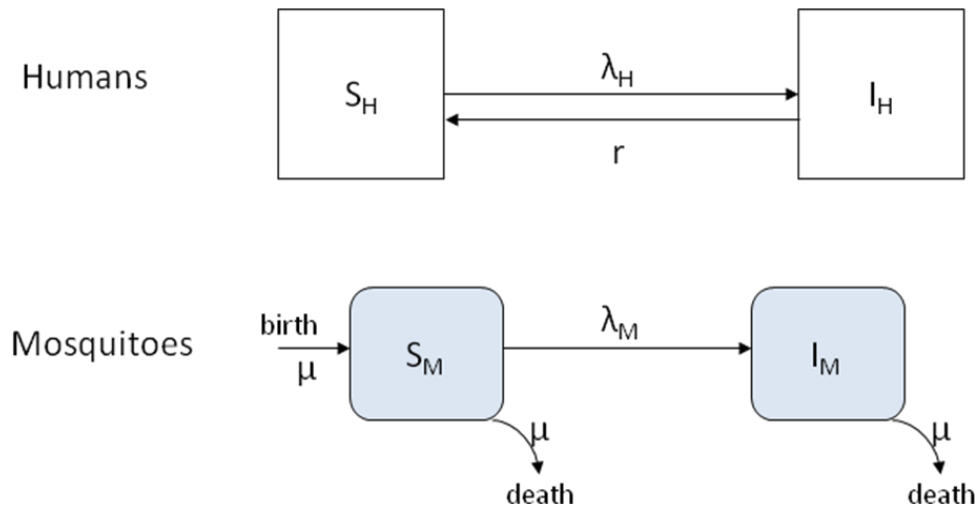 Humans
S_H
λ_H
I_H
r
Mosquitoes
birth
μ
S_M
λ_M
I_M
μ
death
μ
death